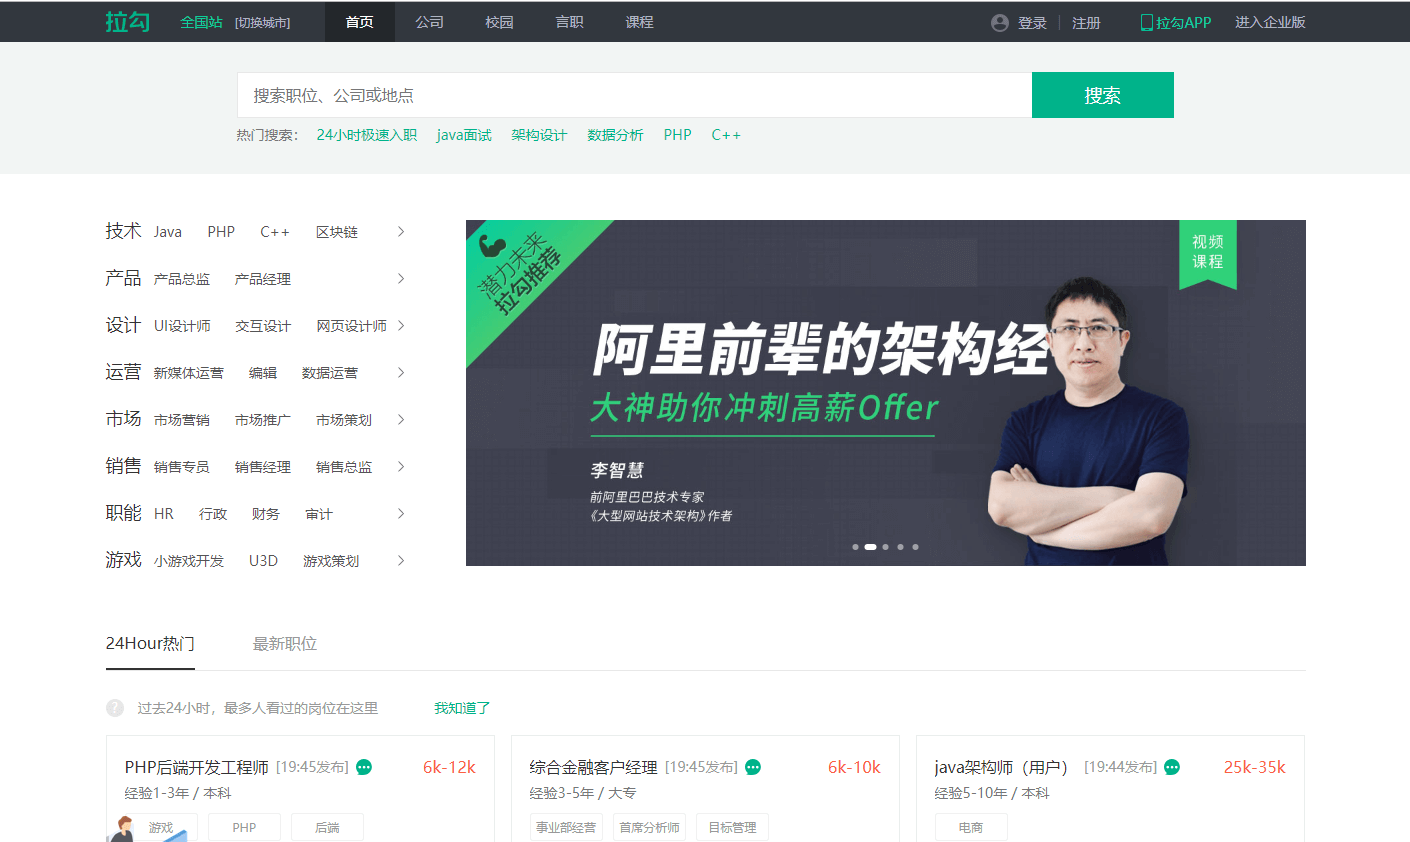 拉勾 全国站 [切换城市] 首页 公司 校园 言职 课程 登录 注册 拉勾APP 进入企业版
搜索职位、公司或地点 搜索
热门搜索： 24小时极速入职 java面试 架构设计 数据分析 PHP C++
技术 Java PHP C++ 区块链
产品 产品总监 产品经理
设计 UI设计师 交互设计 网页设计师
运营 新媒体运营 编辑 数据运营
市场 市场营销 市场推广 市场策划
销售 销售专员 销售经理 销售总监
职能 HR 行政 财务 审计
游戏 小游戏开发 U3D 游戏策划
潜力未来
拉勾推荐
视频
课程
阿里前辈的架构经
大神助你冲刺高薪Offer
李智慧
前阿里巴巴技术专家
《大型网站技术架构》作者
24Hour热门 最新职位
? 过去24小时，最多人看过的岗位在这里 我知道了
PHP后端开发工程师 [19:45发布] 6k-12k
经验1-3年 / 本科
游戏 PHP 后端
综合金融客户经理 [19:45发布] 6k-10k
经验3-5年 / 大专
事业部经营 首席分析师 目标管理
java架构师（用户） [19:44发布] 25k-35k
经验5-10年 / 本科
电商